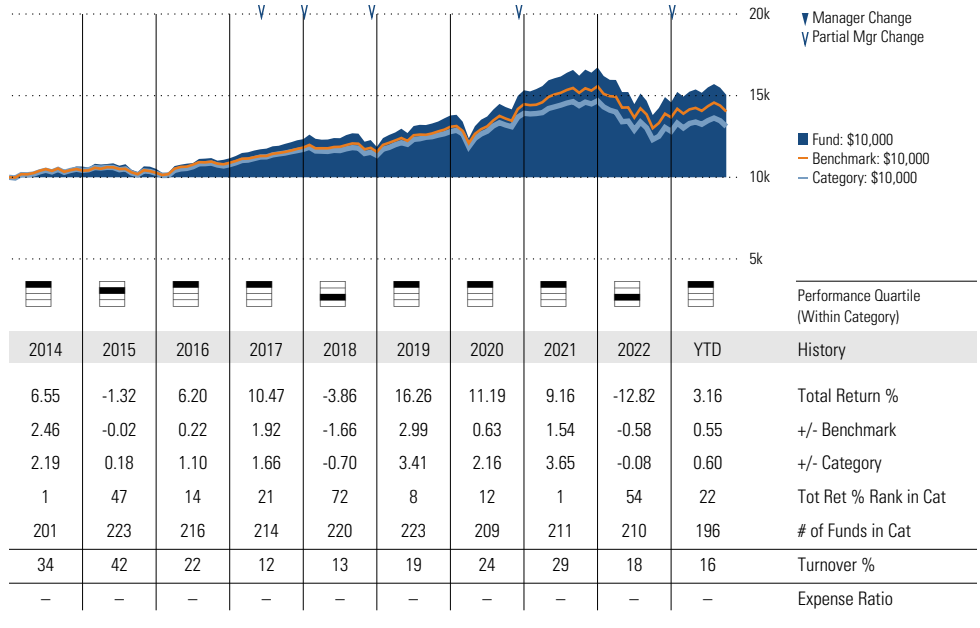 20k
▼ Manager Change
V Partial Mgr Change
15k
Fund: $10,000
Benchmark: $10,000
Category: $10,000
10k
5k
Performance Quartile
(Within Category)
2014 2015 2016 2017 2018 2019 2020 2021 2022 YTD History
6.55 -1.32 6.20 10.47 -3.86 16.26 11.19 9.16 -12.82 3.16 Total Return %
2.46 -0.02 0.22 1.92 -1.66 2.99 0.63 1.54 -0.58 0.55 +/- Benchmark
2.19 0.18 1.10 1.66 -0.70 3.41 2.16 3.65 -0.08 0.60 +/- Category
1 47 14 21 72 8 12 1 54 22 Tot Ret % Rank in Cat
201 223 216 214 220 223 209 211 210 196 # of Funds in Cat
34 42 22 12 13 19 24 29 18 16 Turnover %
– – – – – – – – – – Expense Ratio